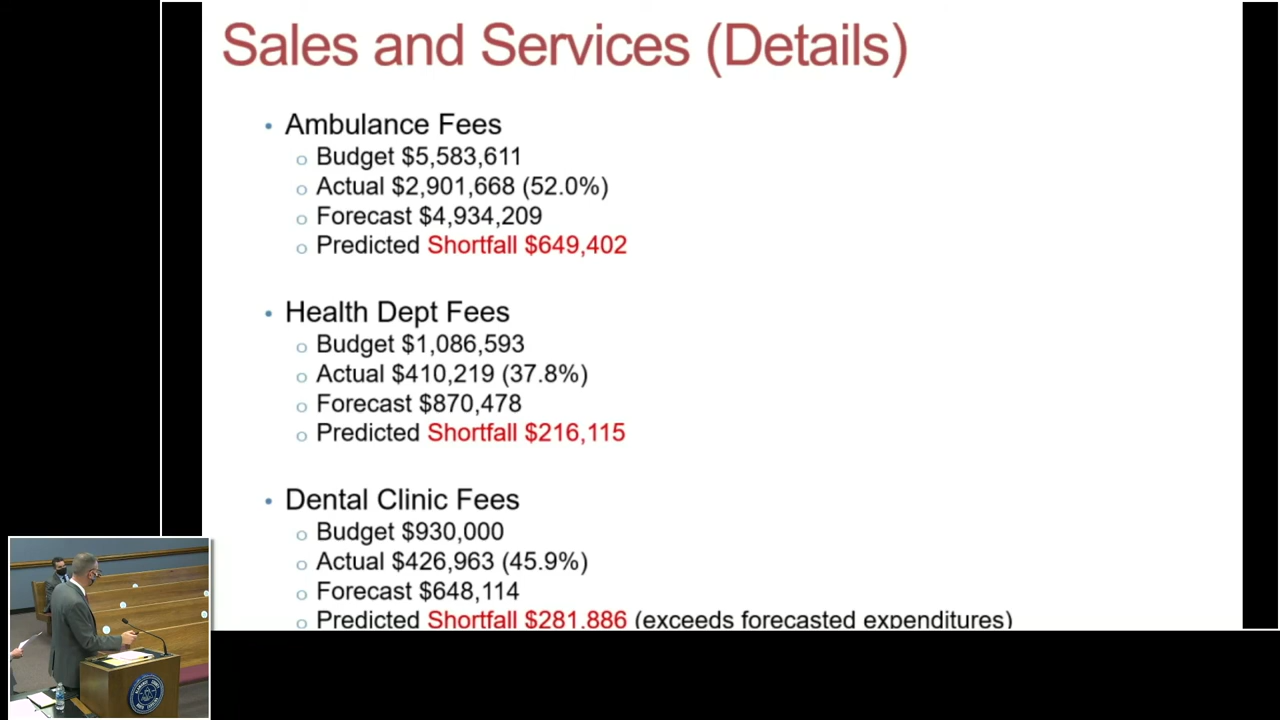 Sales and Services (Details)
• Ambulance Fees
o Budget $5,583,611
o Actual $2,901,668 (52.0%)
o Forecast $4,934,209
o Predicted Shortfall $649,402
• Health Dept Fees
o Budget $1,086,593
o Actual $410,219 (37.8%)
o Forecast $870,478
o Predicted Shortfall $216,115
• Dental Clinic Fees
o Budget $930,000
o Actual $426,963 (45.9%)
o Forecast $648,114
o Predicted Shortfall $281,886 (exceeds forecasted expenditures)